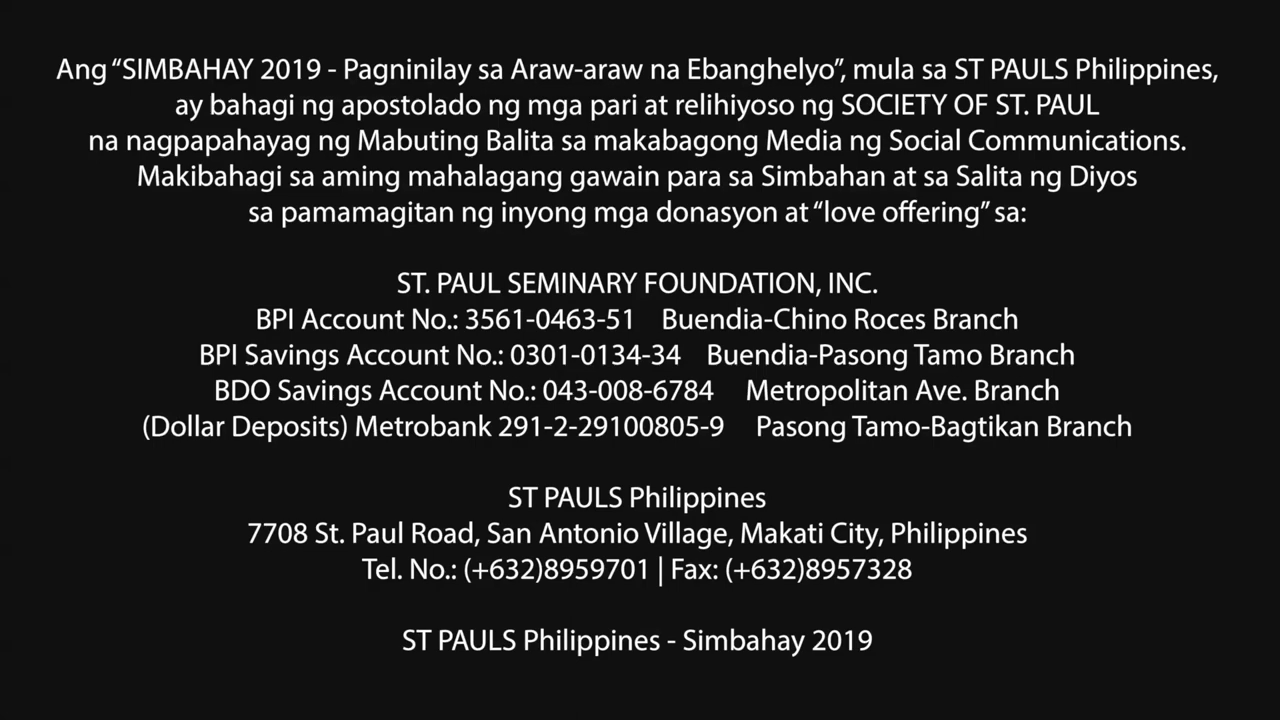 Ang “SIMBAHAY 2019 - Pagninilay sa Araw-araw na Ebanghelyo”, mula sa ST PAULS Philippines,
ay bahagi ng apostolado ng mga pari at relihiyoso ng SOCIETY OF ST. PAUL
na nagpapahayag ng Mabuting Balita sa makabagong Media ng Social Communications.
Makibahagi sa aming mahalagang gawain para sa Simbahan at sa Salita ng Diyos
sa pamamagitan ng inyong mga donasyon at “love offering” sa:
ST. PAUL SEMINARY FOUNDATION, INC.
BPI Account No.: 3561-0463-51 Buendia-Chino Roces Branch
BPI Savings Account No.: 0301-0134-34 Buendia-Pasong Tamo Branch
BDO Savings Account No.: 043-008-6784 Metropolitan Ave. Branch
(Dollar Deposits) Metrobank 291-2-29100805-9 Pasong Tamo-Bagtikan Branch
ST PAULS Philippines
7708 St. Paul Road, San Antonio Village, Makati City, Philippines
Tel. No.: (+632)8959701 | Fax: (+632)8957328
ST PAULS Philippines - Simbahay 2019